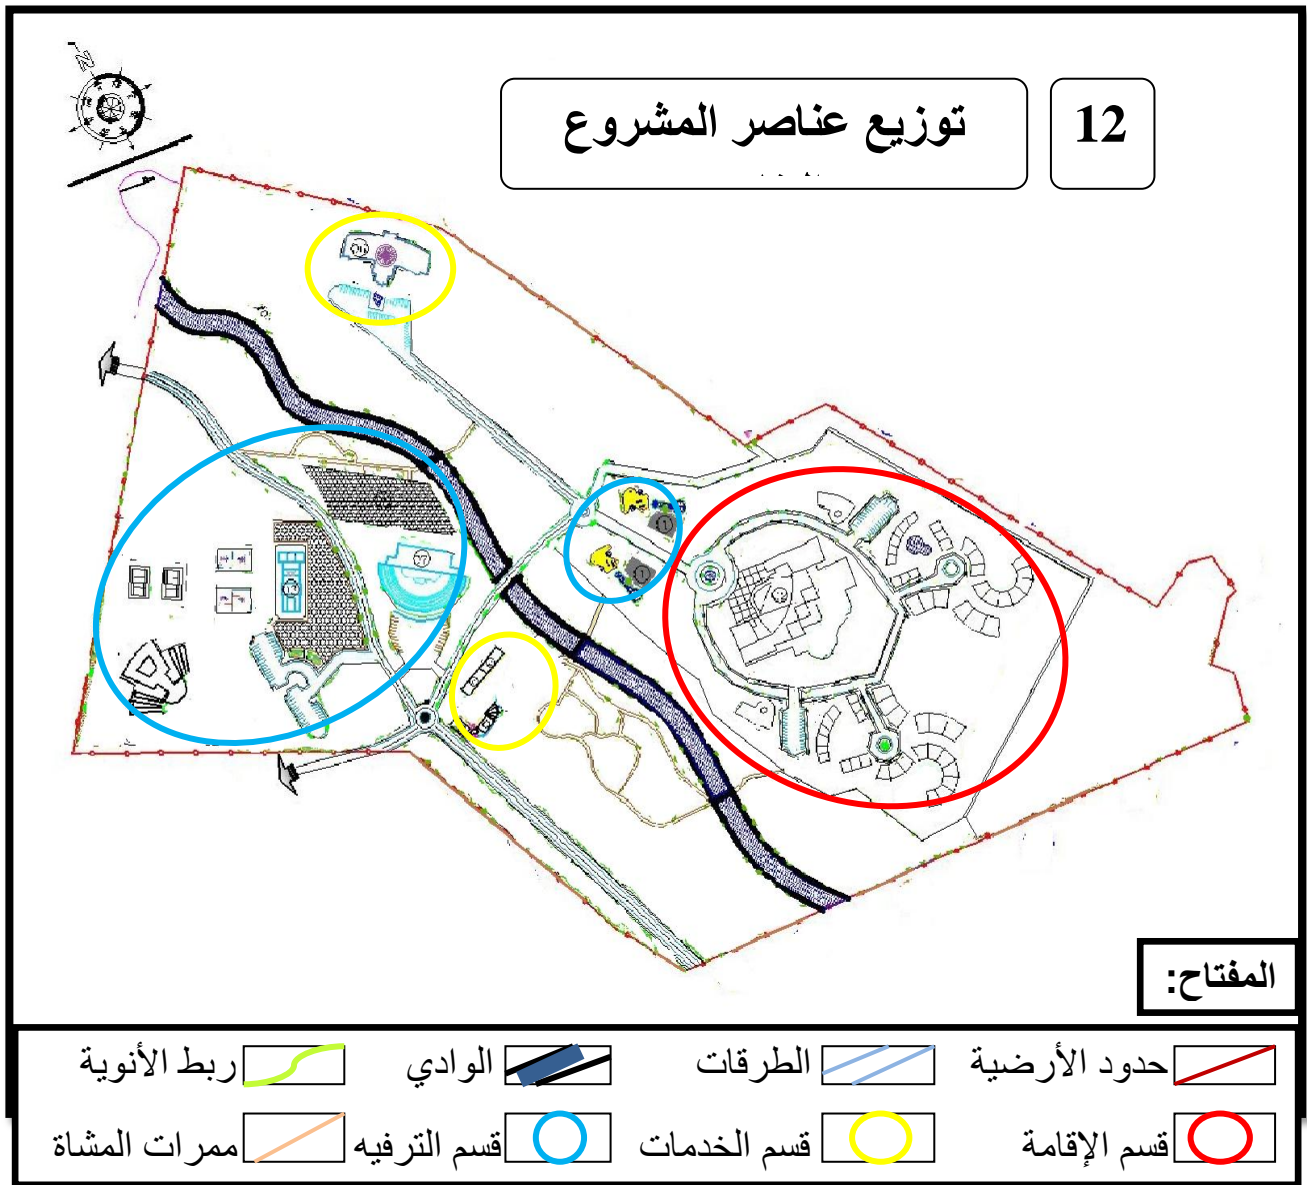 12
توزيع عناصر المشروع
N
المفتاح:
حدود الأرضية
الطرقات
الوادي
ربط الأنوية
قسم الإقامة
قسم الخدمات
قسم الترفيه
ممرات المشاة